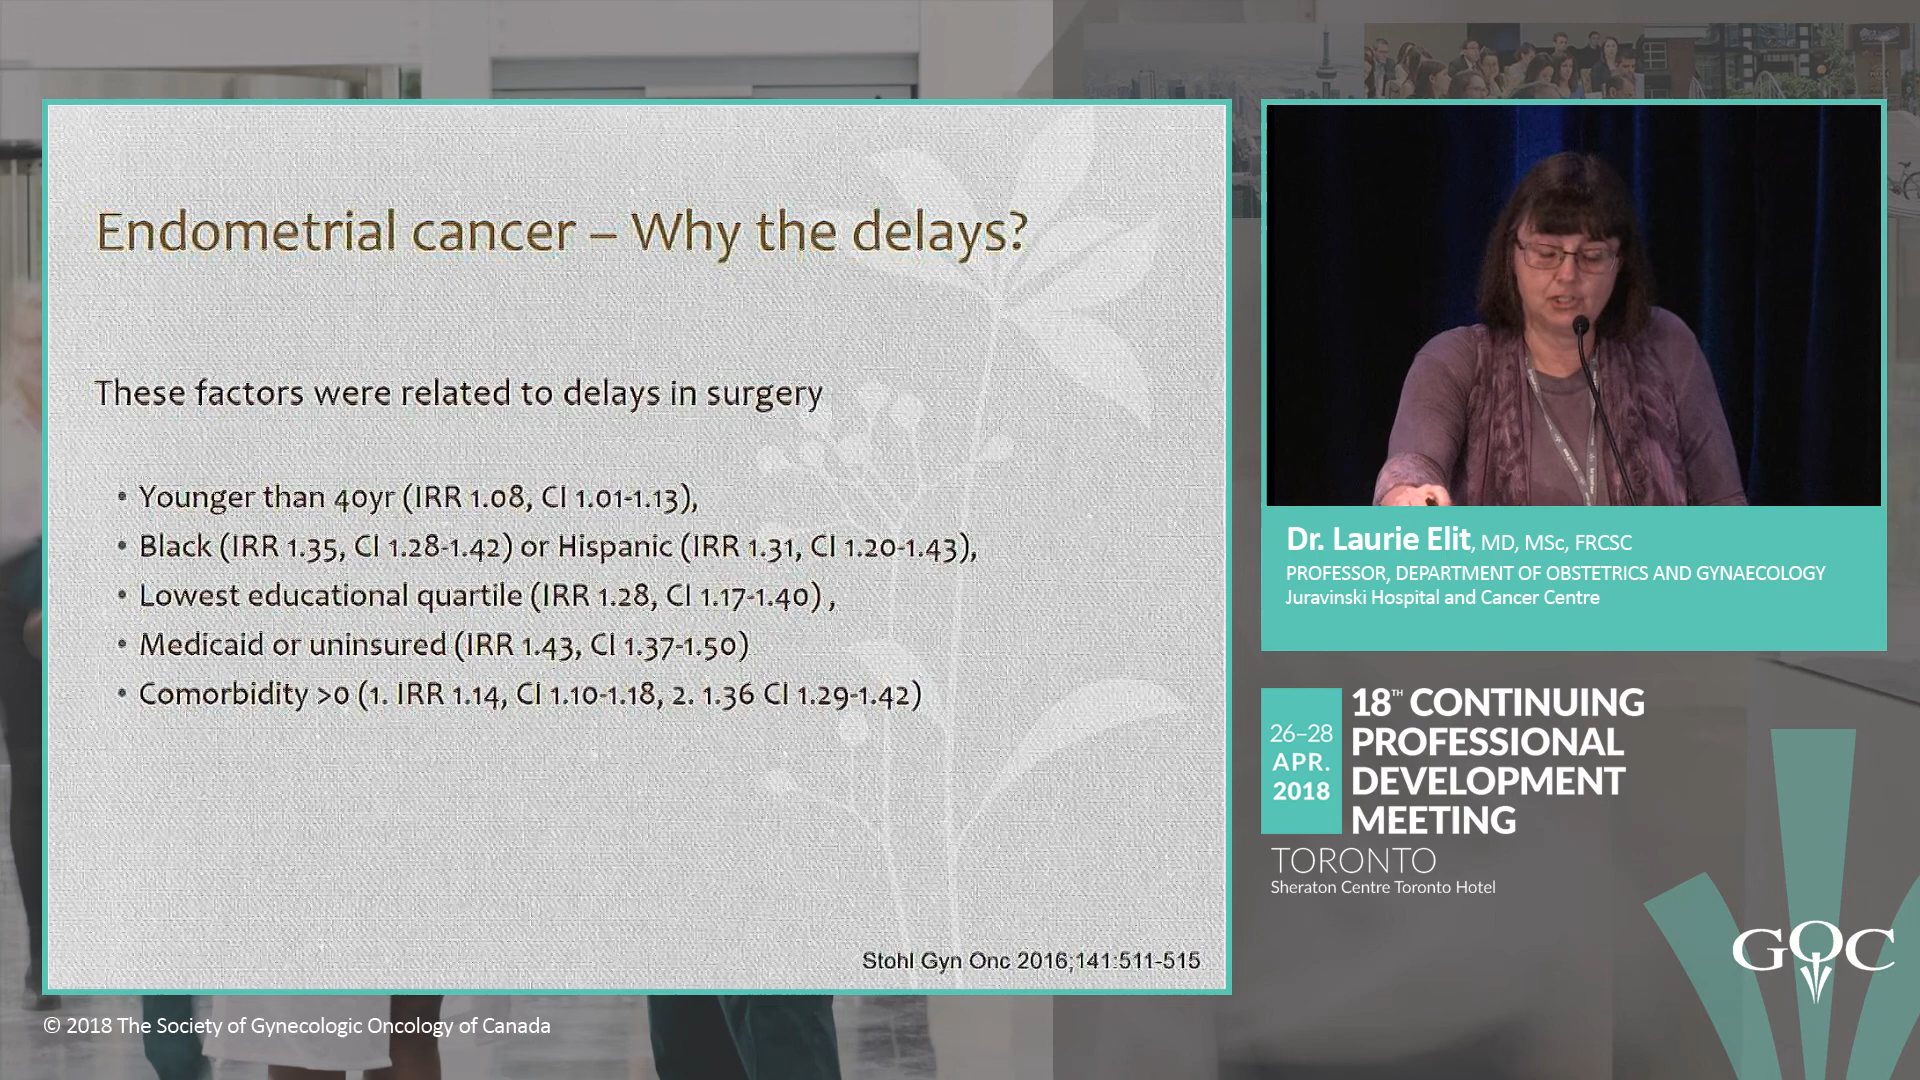 Endometrial cancer – Why the delays?
These factors were related to delays in surgery
• Younger than 40yr (IRR 1.08, CI 1.01-1.13),
• Black (IRR 1.35, CI 1.28-1.42) or Hispanic (IRR 1.31, CI 1.20-1.43),
• Lowest educational quartile (IRR 1.28, CI 1.17-1.40) ,
• Medicaid or uninsured (IRR 1.43, CI 1.37-1.50)
• Comorbidity >0 (1. IRR 1.14, CI 1.10-1.18, 2. 1.36 CI 1.29-1.42)
Stohl Gyn Onc 2016;141:511-515
© 2018 The Society of Gynecologic Oncology of Canada
Dr. Laurie Elit, MD, MSc, FRCSC
PROFESSOR, DEPARTMENT OF OBSTETRICS AND GYNAECOLOGY
Juravinski Hospital and Cancer Centre
26–28
APR.
2018
18TH CONTINUING
PROFESSIONAL
DEVELOPMENT
MEETING
TORONTO
Sheraton Centre Toronto Hotel
GOC